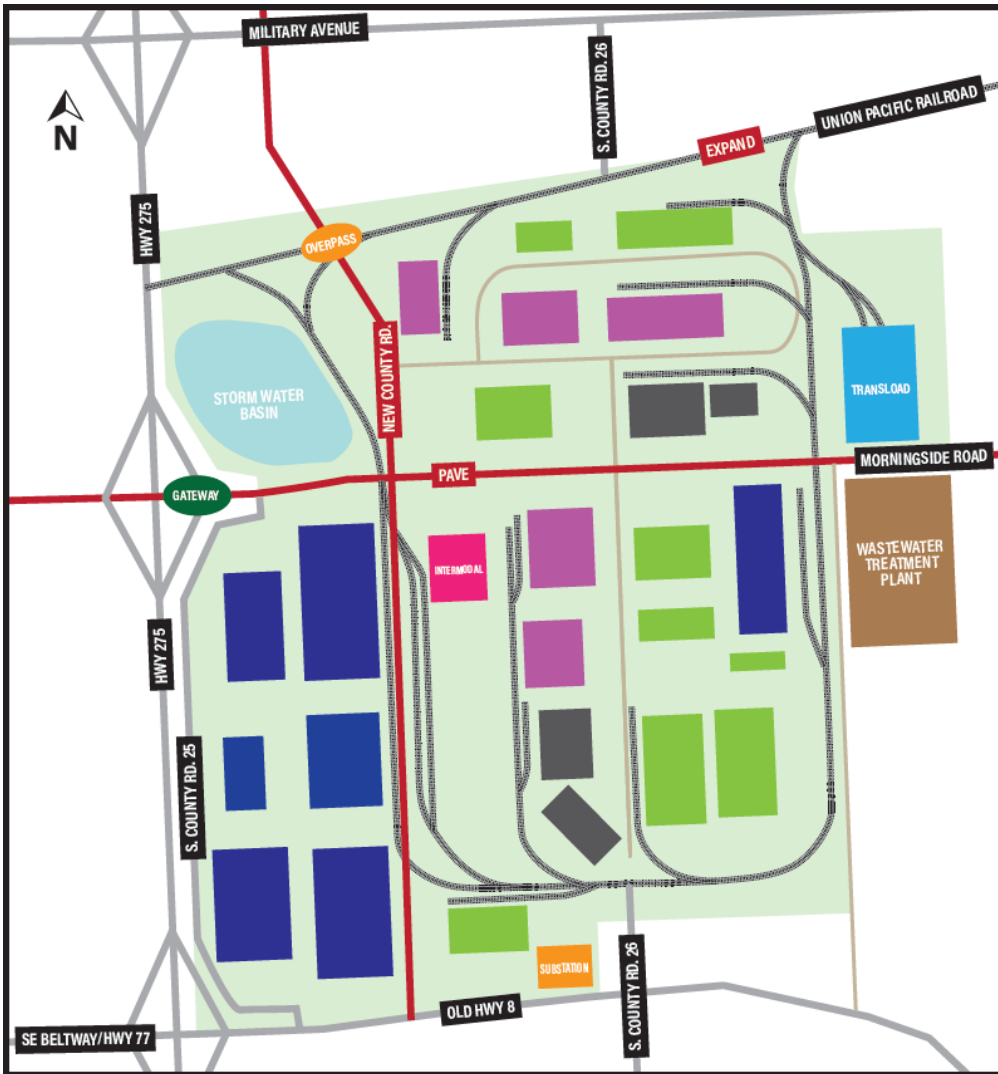 MILITARY AVENUE
S. COUNTY RD. 26
UNION PACIFIC RAILROAD
EXPAND
N
HWY 275
OVERPASS
NEW COUNTY RD.
STORM WATER
BASIN
TRANSLOAD
MORNINGSIDE ROAD
PAVE
GATEWAY
INTERMODAL
WASTEWATER
TREATMENT
PLANT
HWY 275
S. COUNTY RD. 25
SUBSTATION
S. COUNTY RD. 26
OLD HWY 8
SE BELTWAY/HWY 77